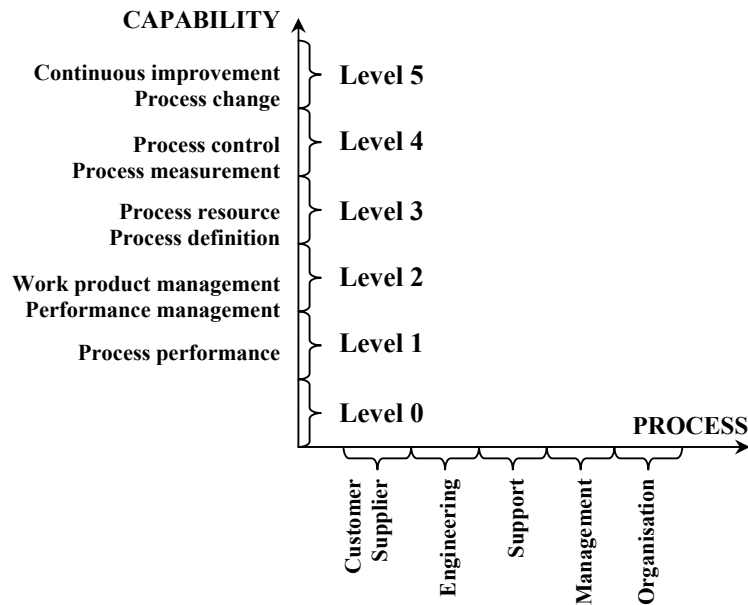 CAPABILITY
Continuous improvement
Process change
Level 5
Process control
Process measurement
Level 4
Process resource
Process definition
Level 3
Work product management
Performance management
Level 2
Process performance
Level 1
Level 0
PROCESS
Customer
Supplier
Engineering
Support
Management
Organisation